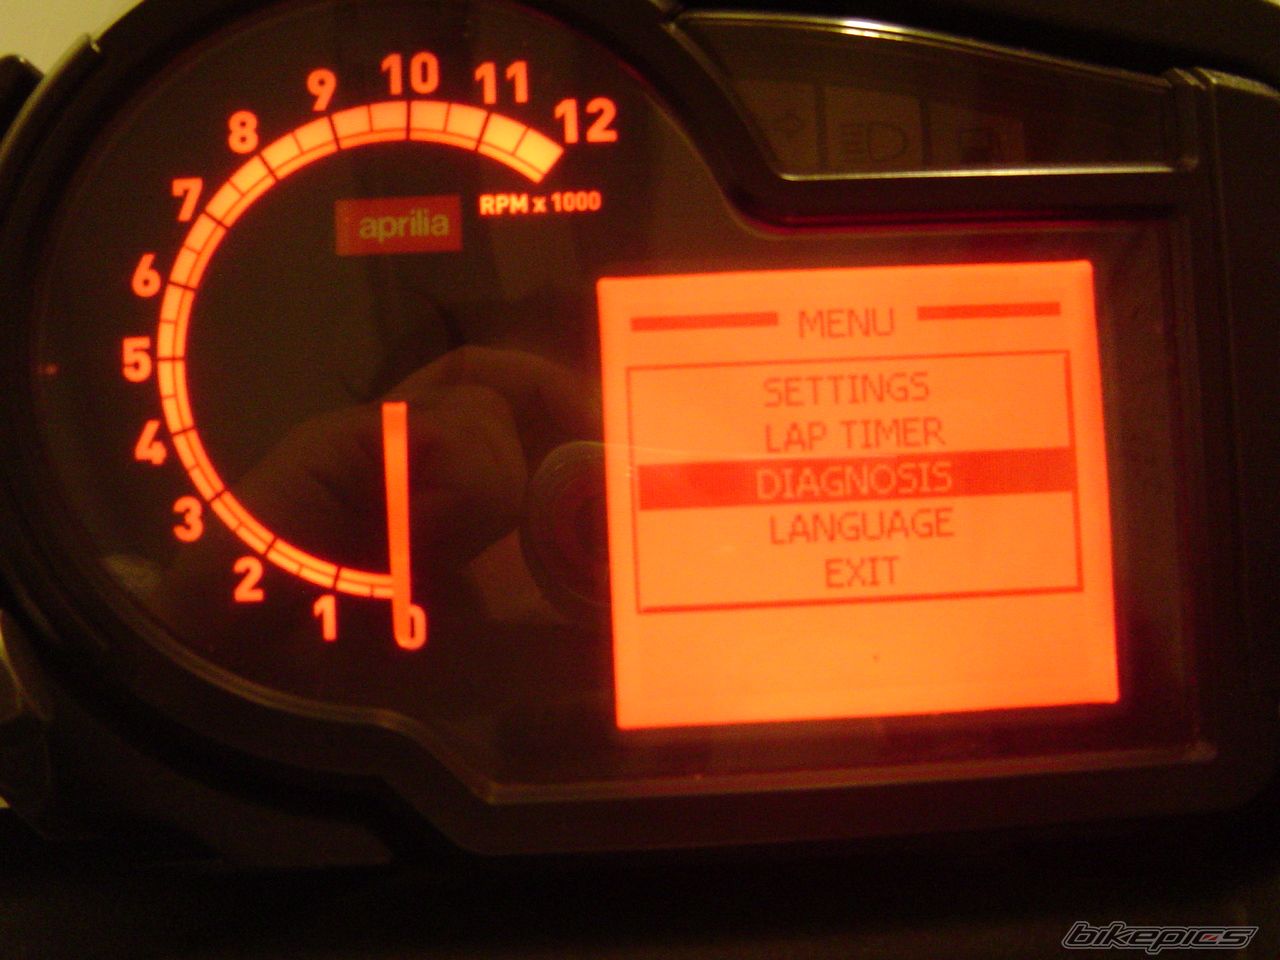 10
9
11
8
12
7
RPM x 1000
aprilia
6
MENU
5
SETTINGS
4
LAP TIMER
DIAGNOSIS
3
LANGUAGE
2
EXIT
1
0
bikepics